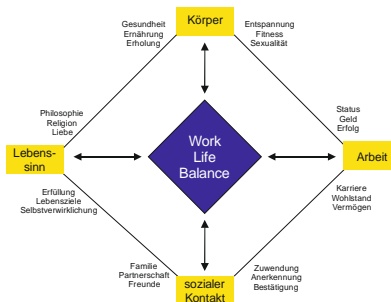 Körper
Gesundheit
Ernährung
Erholung
Entspannung
Fitness
Sexualität
Philosophie
Religion
Liebe
Status
Geld
Erfolg
Lebens-
sinn
Work
Life
Balance
Arbeit
Erfüllung
Lebensziele
Selbstverwirklichung
Karriere
Wohlstand
Vermögen
Familie
Partnerschaft
Freunde
Zuwendung
Anerkennung
Bestätigung
sozialer
Kontakt